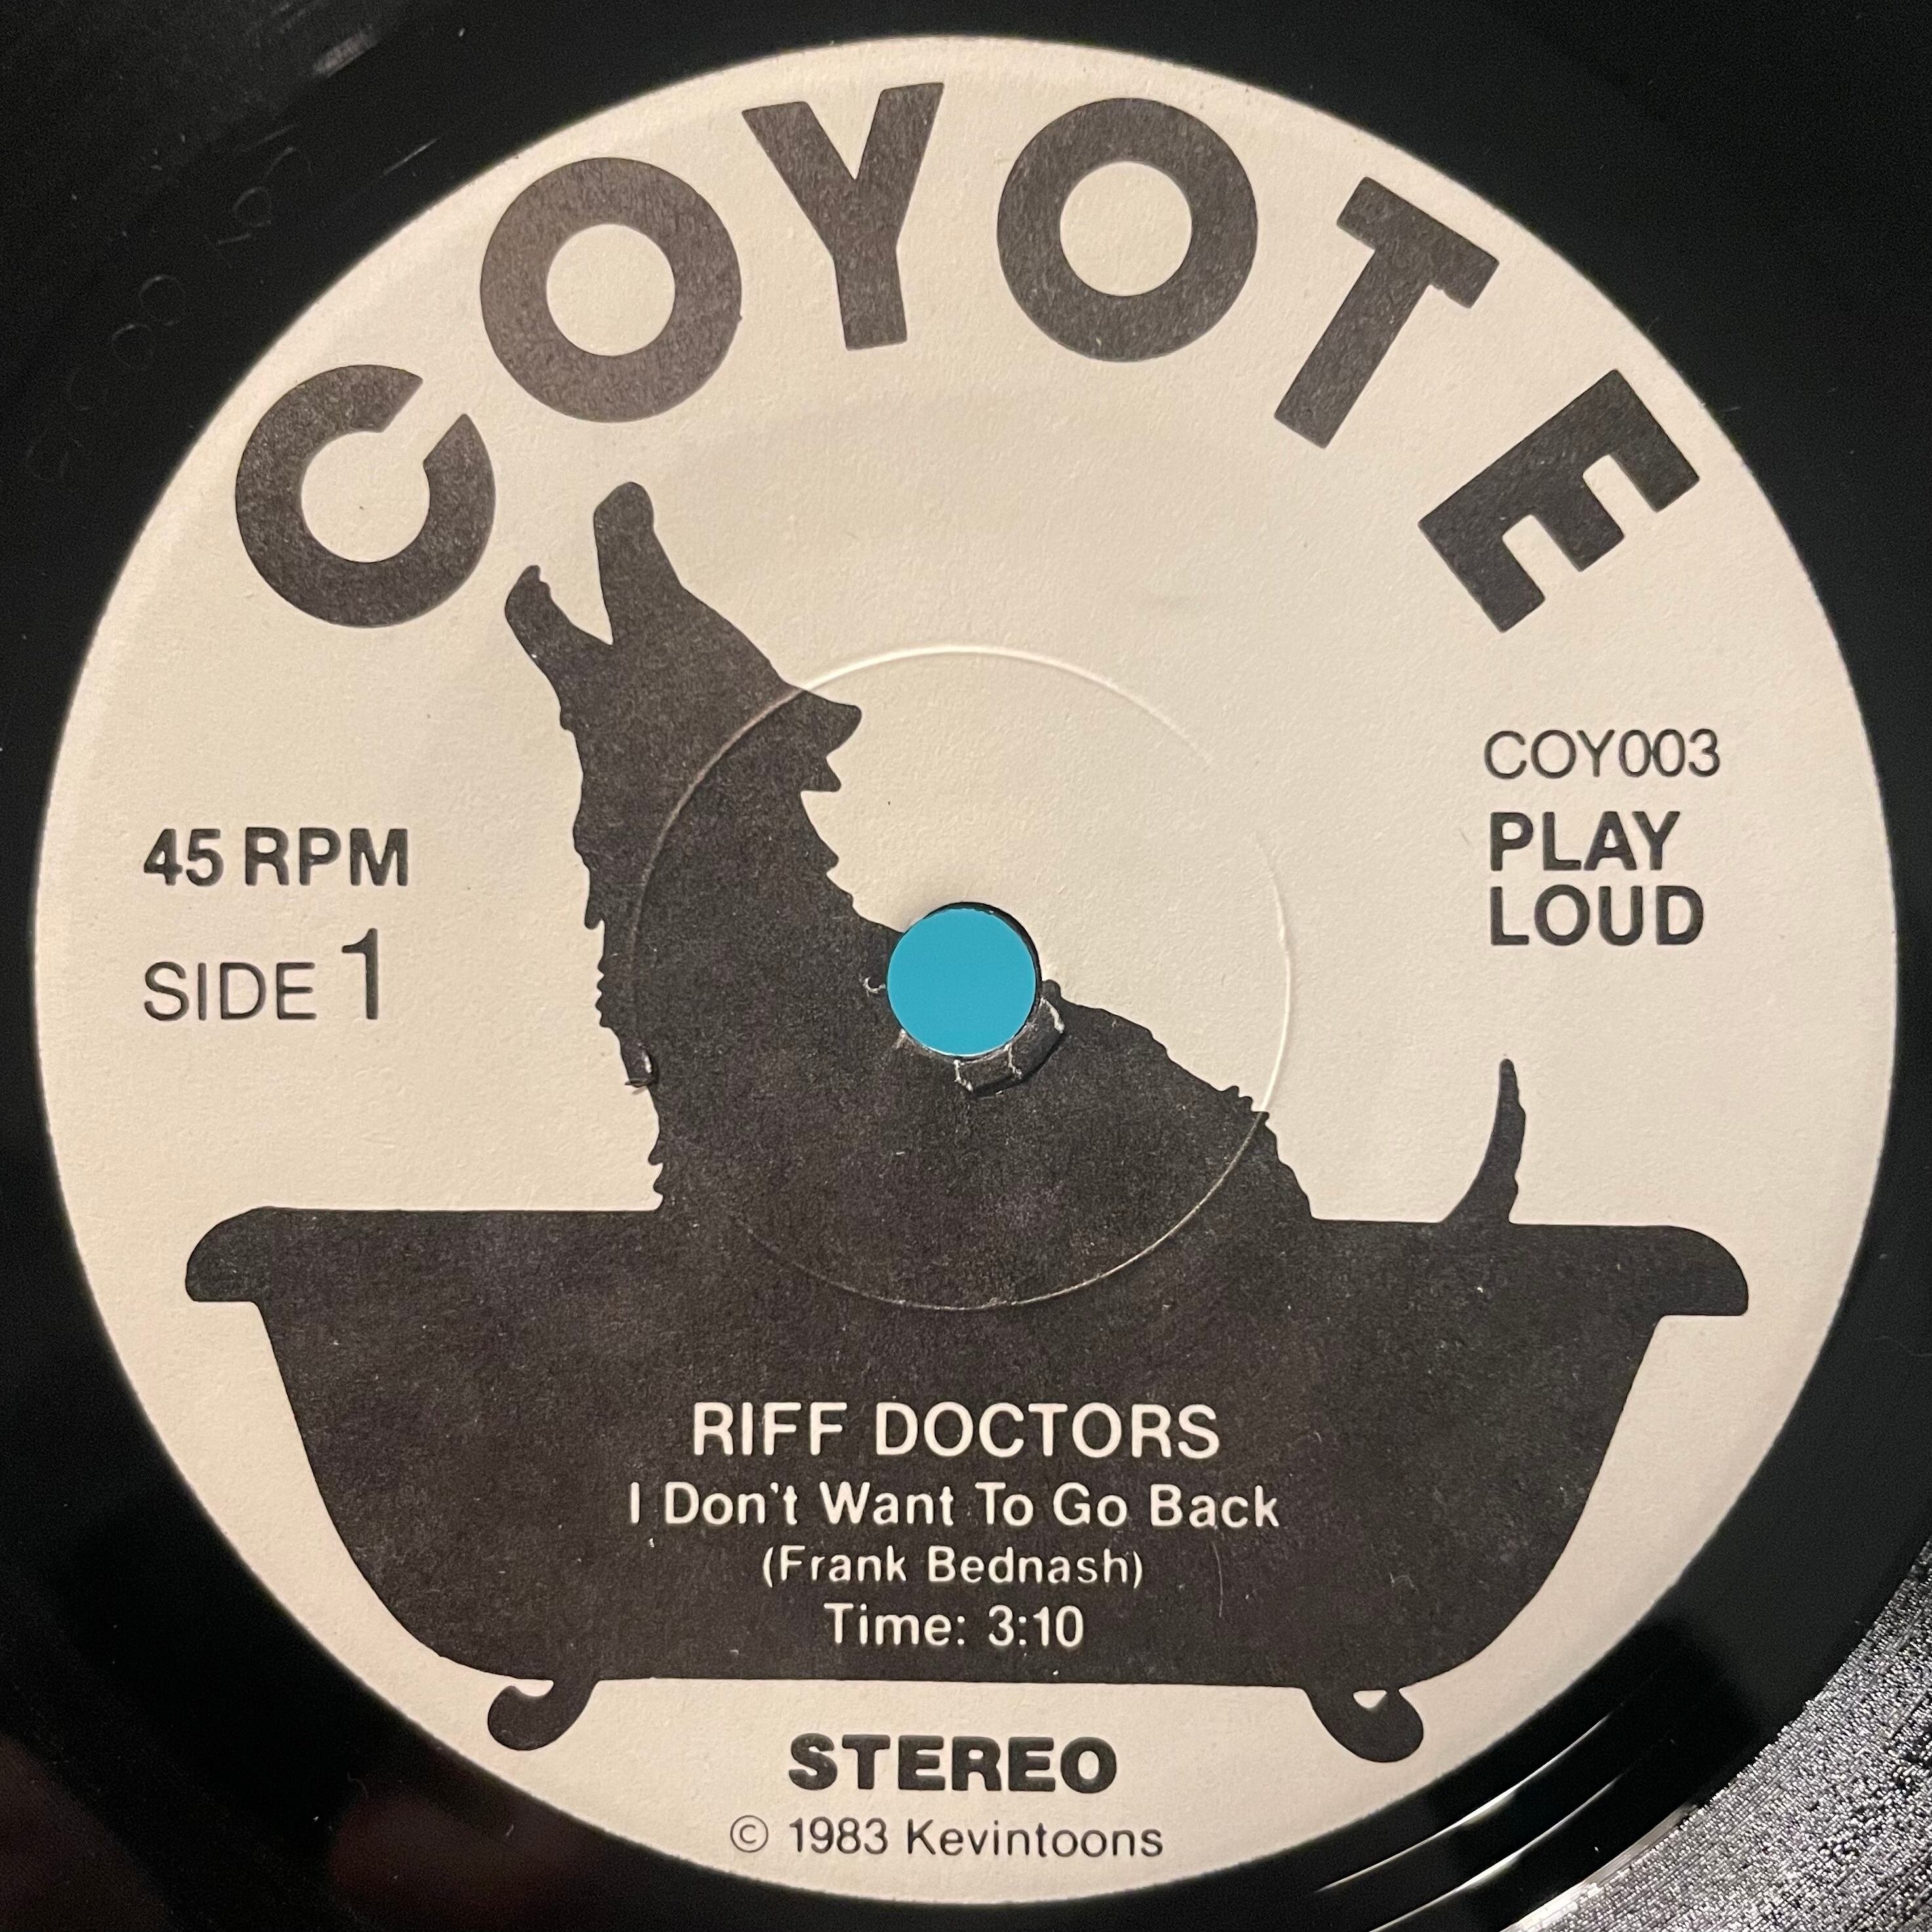 COYOTE
COY003
PLAY
LOUD
45 RPM
SIDE 1
RIFF DOCTORS
I Don't Want To Go Back
(Frank Bednash)
Time: 3:10
STEREO
© 1983 Kevintoons